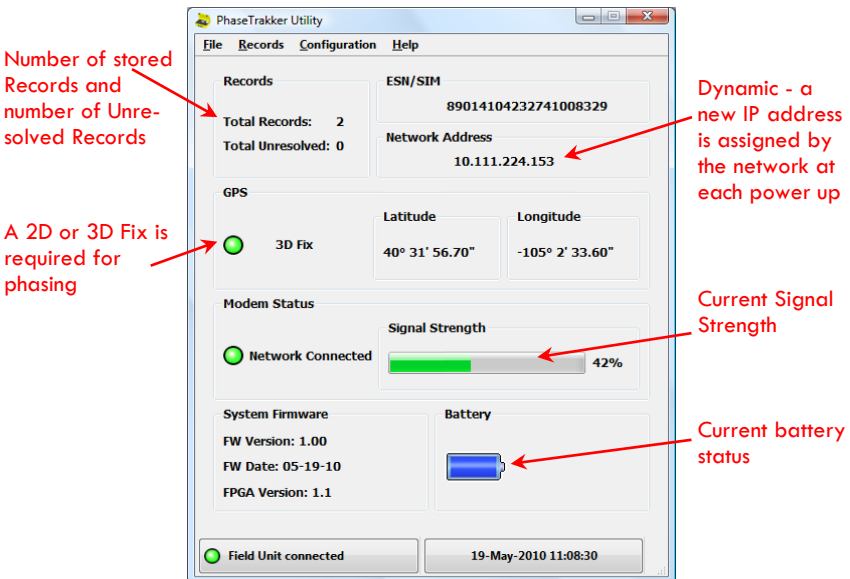 PhaseTrakker Utility
File Records Configuration Help
Number of stored
Records and
number of Unre-
solved Records
Records
Total Records: 2
Total Unresolved: 0
ESN/SIM
89014104232741008329
Network Address
10.111.224.153
Dynamic - a
new IP address
is assigned by
the network at
each power up
GPS
A 2D or 3D Fix is
required for
phasing
3D Fix
Latitude
40º 31' 56.70"
Longitude
-105º 2' 33.60"
Modem Status
Network Connected
Signal Strength
42%
Current Signal
Strength
System Firmware
FW Version: 1.00
FW Date: 05-19-10
FPGA Version: 1.1
Battery
Current battery
status
Field Unit connected
19-May-2010 11:08:30